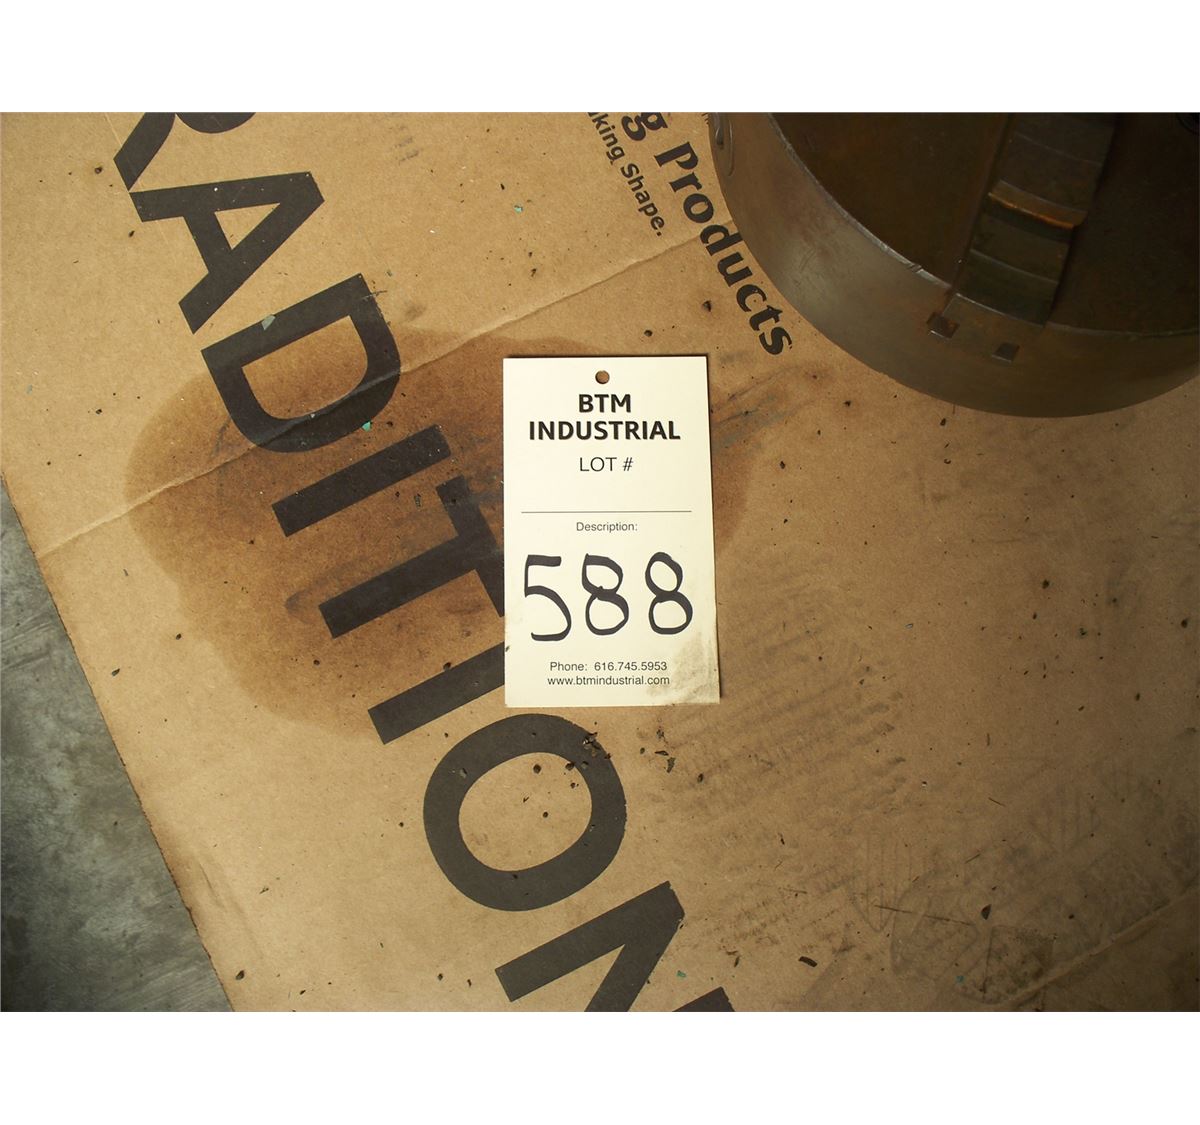 RADITION
g Products
king Shape.
BTM
INDUSTRIAL
LOT #
Description:
588
Phone: 616.745.5953
www.btmindustrial.com